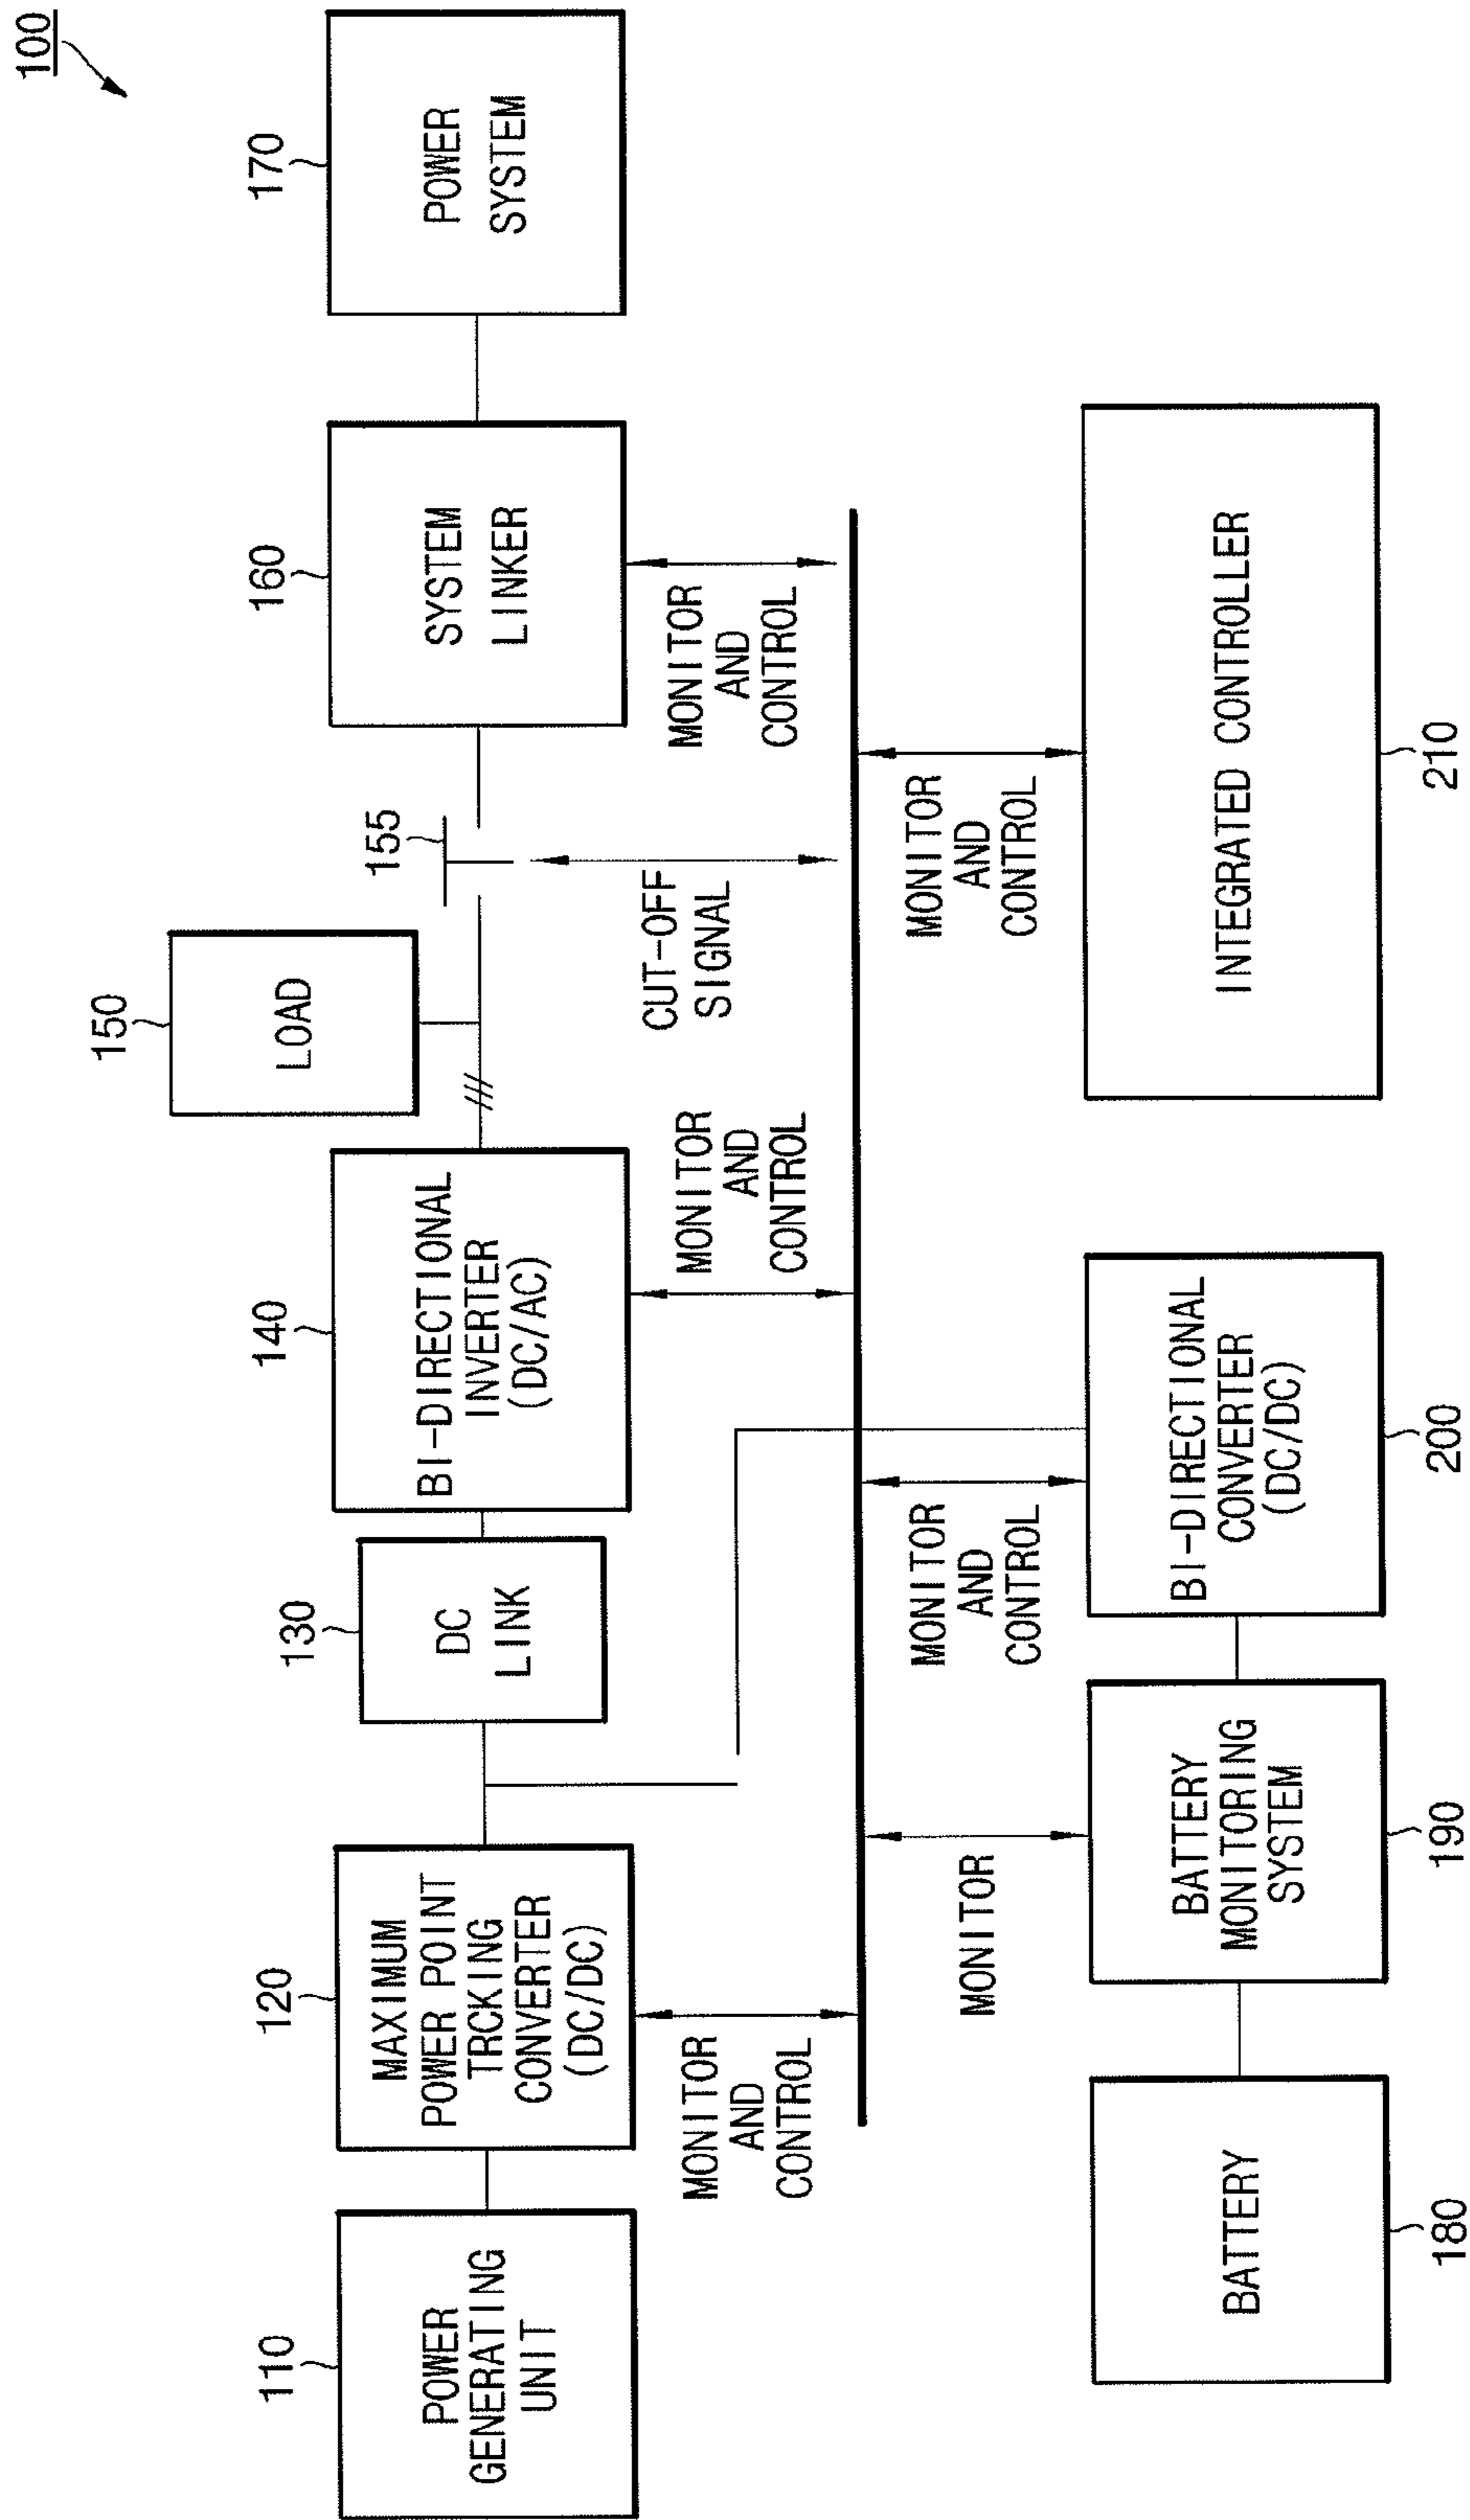 100
110
POWER
GENERATING
UNIT
120
MAXIMUM
POWER POINT
TRCKING
CONVERTER
(DC/DC)
130
DC
LINK
140
BI-DIRECTIONAL
INVERTER
(DC/AC)
150
LOAD
155
160
SYSTEM
LINKER
170
POWER
SYSTEM
MONITOR
AND
CONTROL
MONITOR
AND
CONTROL
CUT-OFF
SIGNAL
MONITOR
AND
CONTROL
MONITOR
MONITOR
AND
CONTROL
MONITOR
AND
CONTROL
BATTERY
180
BATTERY
MONITORING
SYSTEM
190
BI-DIRECTIONAL
CONVERTER
(DC/DC)
200
INTEGRATED CONTROLLER
210